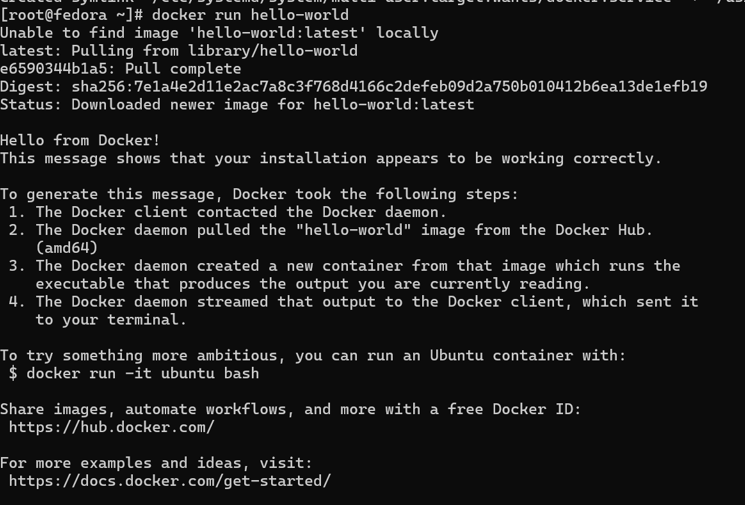 [root@fedora ~]# docker run hello-world
Unable to find image 'hello-world:latest' locally
latest: Pulling from library/hello-world
e6590344b1a5: Pull complete
Digest: sha256:7e1a4e2d11e2ac7a8c3f768d4166c2defeb09d2a750b010412b6ea13de1efb19
Status: Downloaded newer image for hello-world:latest

Hello from Docker!
This message shows that your installation appears to be working correctly.

To generate this message, Docker took the following steps:
 1. The Docker client contacted the Docker daemon.
 2. The Docker daemon pulled the "hello-world" image from the Docker Hub.
    (amd64)
 3. The Docker daemon created a new container from that image which runs the
    executable that produces the output you are currently reading.
 4. The Docker daemon streamed that output to the Docker client, which sent it
    to your terminal.

To try something more ambitious, you can run an Ubuntu container with:
 $ docker run -it ubuntu bash

Share images, automate workflows, and more with a free Docker ID:
 https://hub.docker.com/

For more examples and ideas, visit:
 https://docs.docker.com/get-started/